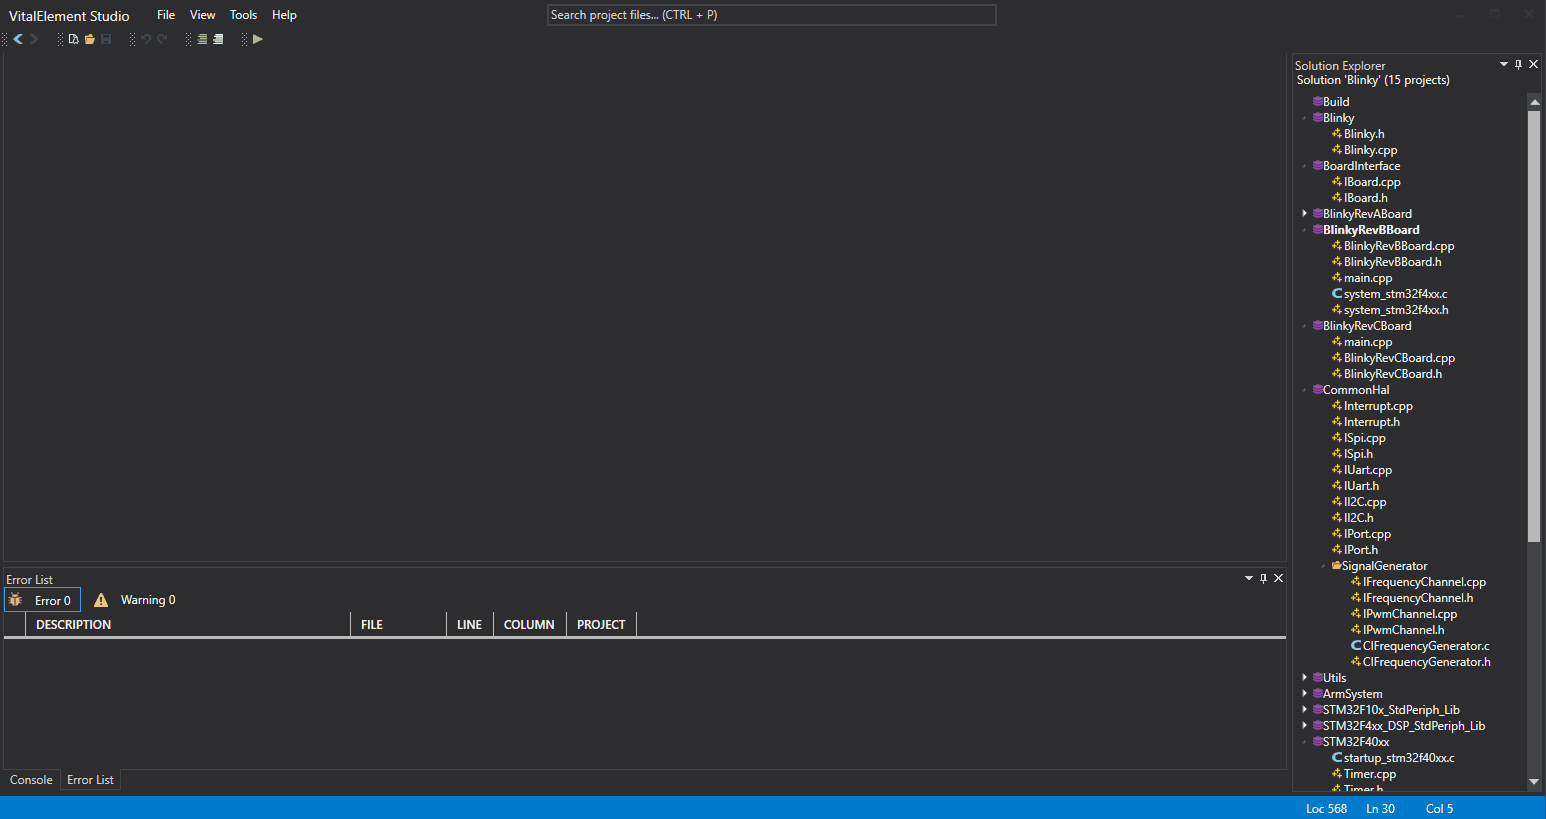 VitalElement Studio File View Tools Help Search project files... (CTRL + P)
Solution Explorer
Solution 'Blinky' (15 projects)
Build
Blinky
Blinky.h
Blinky.cpp
BoardInterface
IBoard.cpp
IBoard.h
BlinkyRevABoard
BlinkyRevBBoard
BlinkyRevBBoard.cpp
BlinkyRevBBoard.h
main.cpp
system_stm32f4xx.c
system_stm32f4xx.h
BlinkyRevCBoard
main.cpp
BlinkyRevCBoard.cpp
BlinkyRevCBoard.h
CommonHal
Interrupt.cpp
Interrupt.h
ISpi.cpp
ISpi.h
IUart.cpp
IUart.h
II2C.cpp
II2C.h
IPort.cpp
IPort.h
SignalGenerator
IFrequencyChannel.cpp
IFrequencyChannel.h
IPwmChannel.cpp
IPwmChannel.h
CIFrequencyGenerator.c
CIFrequencyGenerator.h
Utils
ArmSystem
STM32F10x_StdPeriph_Lib
STM32F4xx_DSP_StdPeriph_Lib
STM32F40xx
startup_stm32f40xx.c
Timer.cpp
Timer.h
Error List
Error 0 Warning 0
DESCRIPTION FILE LINE COLUMN PROJECT
Console Error List
Loc 568 Ln 30 Col 5